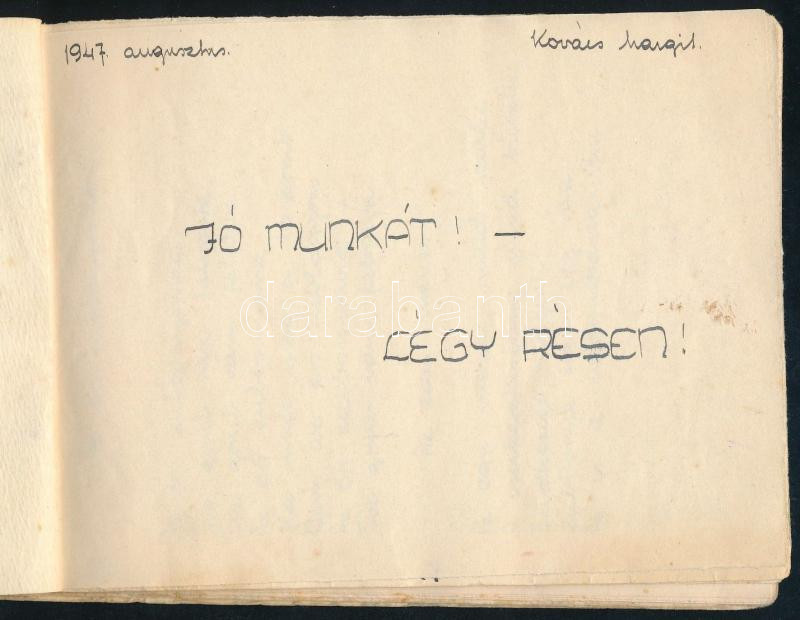 1947. augusztus.
Kovács Margit.
JÓ MUNKÁT! —
darabanth
LÉGY RÉSEN!